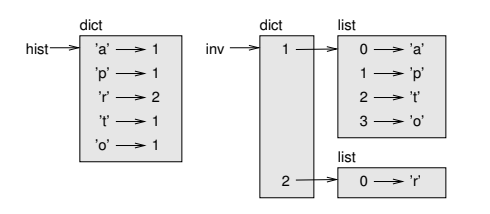 dict
hist
'a' 1
'p' 1
'r' 2
't' 1
'o' 1
dict
inv
1
2
list
0 'a'
1 'p'
2 't'
3 'o'
list
0 'r'